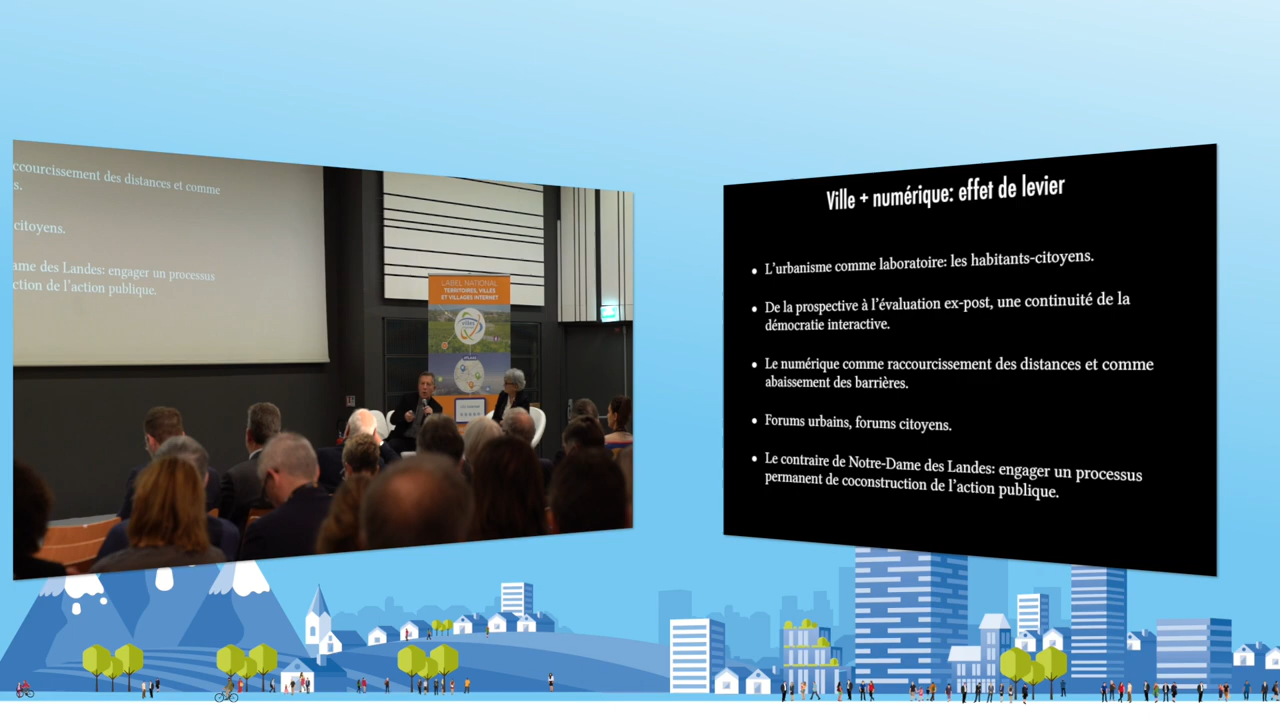 ccourcissement des distances et comme
s.
citoyens.
ame des Landes: engager un processus
ction de l'action publique.
LABEL NATIONAL
TERRITOIRES, VILLES
ET VILLAGES INTERNET
Ville + numérique: effet de levier
• L'urbanisme comme laboratoire: les habitants-citoyens.
• De la prospective à l'évaluation ex-post, une continuité de la
démocratie interactive.
• Le numérique comme raccourcissement des distances et comme
abaissement des barrières.
• Forums urbains, forums citoyens.
• Le contraire de Notre-Dame des Landes: engager un processus
permanent de coconstruction de l'action publique.